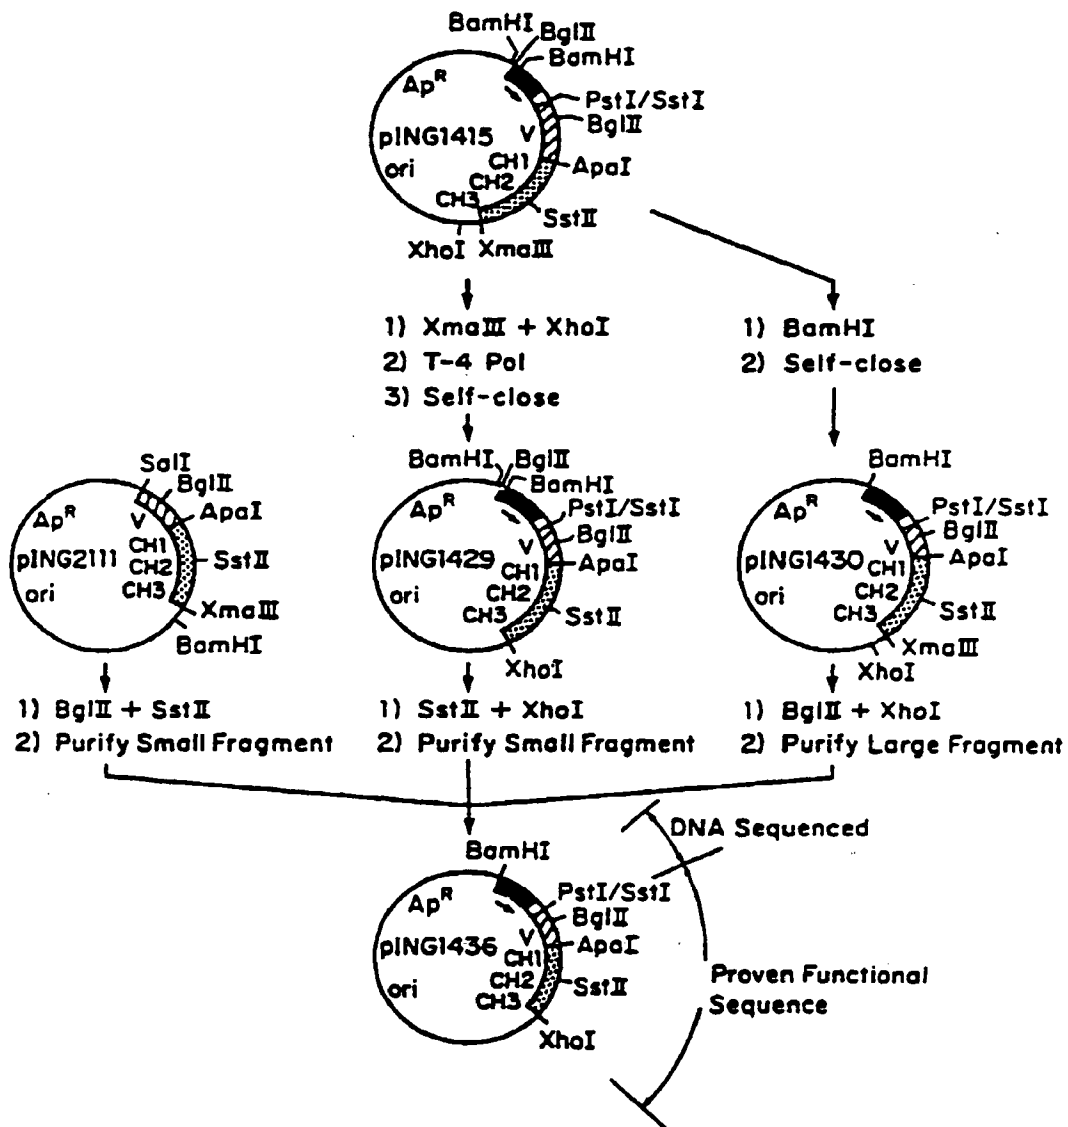 BamHI
BglII
BamHI
Ap^R
PstI/SstI
BglII
pING1415
V
ori
CH1
ApaI
CH2
CH3
SstII
XhoI XmaIII
1) XmaIII + XhoI
2) T-4 Pol
3) Self-close
1) BamHI
2) Self-close
SalI
BglII
Ap^R
ApaI
V
pING2111
CH1
CH2
SstII
ori
CH3
XmaIII
BamHI
BamHI
BglII
BamHI
Ap^R
PstI/SstI
BglII
V
pING1429
ApaI
CH1
ori
CH2
CH3
SstII
XhoI
BamHI
Ap^R
PstI/SstI
BglII
V
ApaI
pING1430
CH1
ori
CH2
CH3
SstII
XmaIII
XhoI
1) BglII + SstII
2) Purify Small Fragment
1) SstII + XhoI
2) Purify Small Fragment
1) BglII + XhoI
2) Purify Large Fragment
DNA Sequenced
BamHI
Ap^R
PstI/SstI
BglII
V
ApaI
pING1436
CH1
ori
CH2
SstII
CH3
XhoI
Proven Functional
Sequence